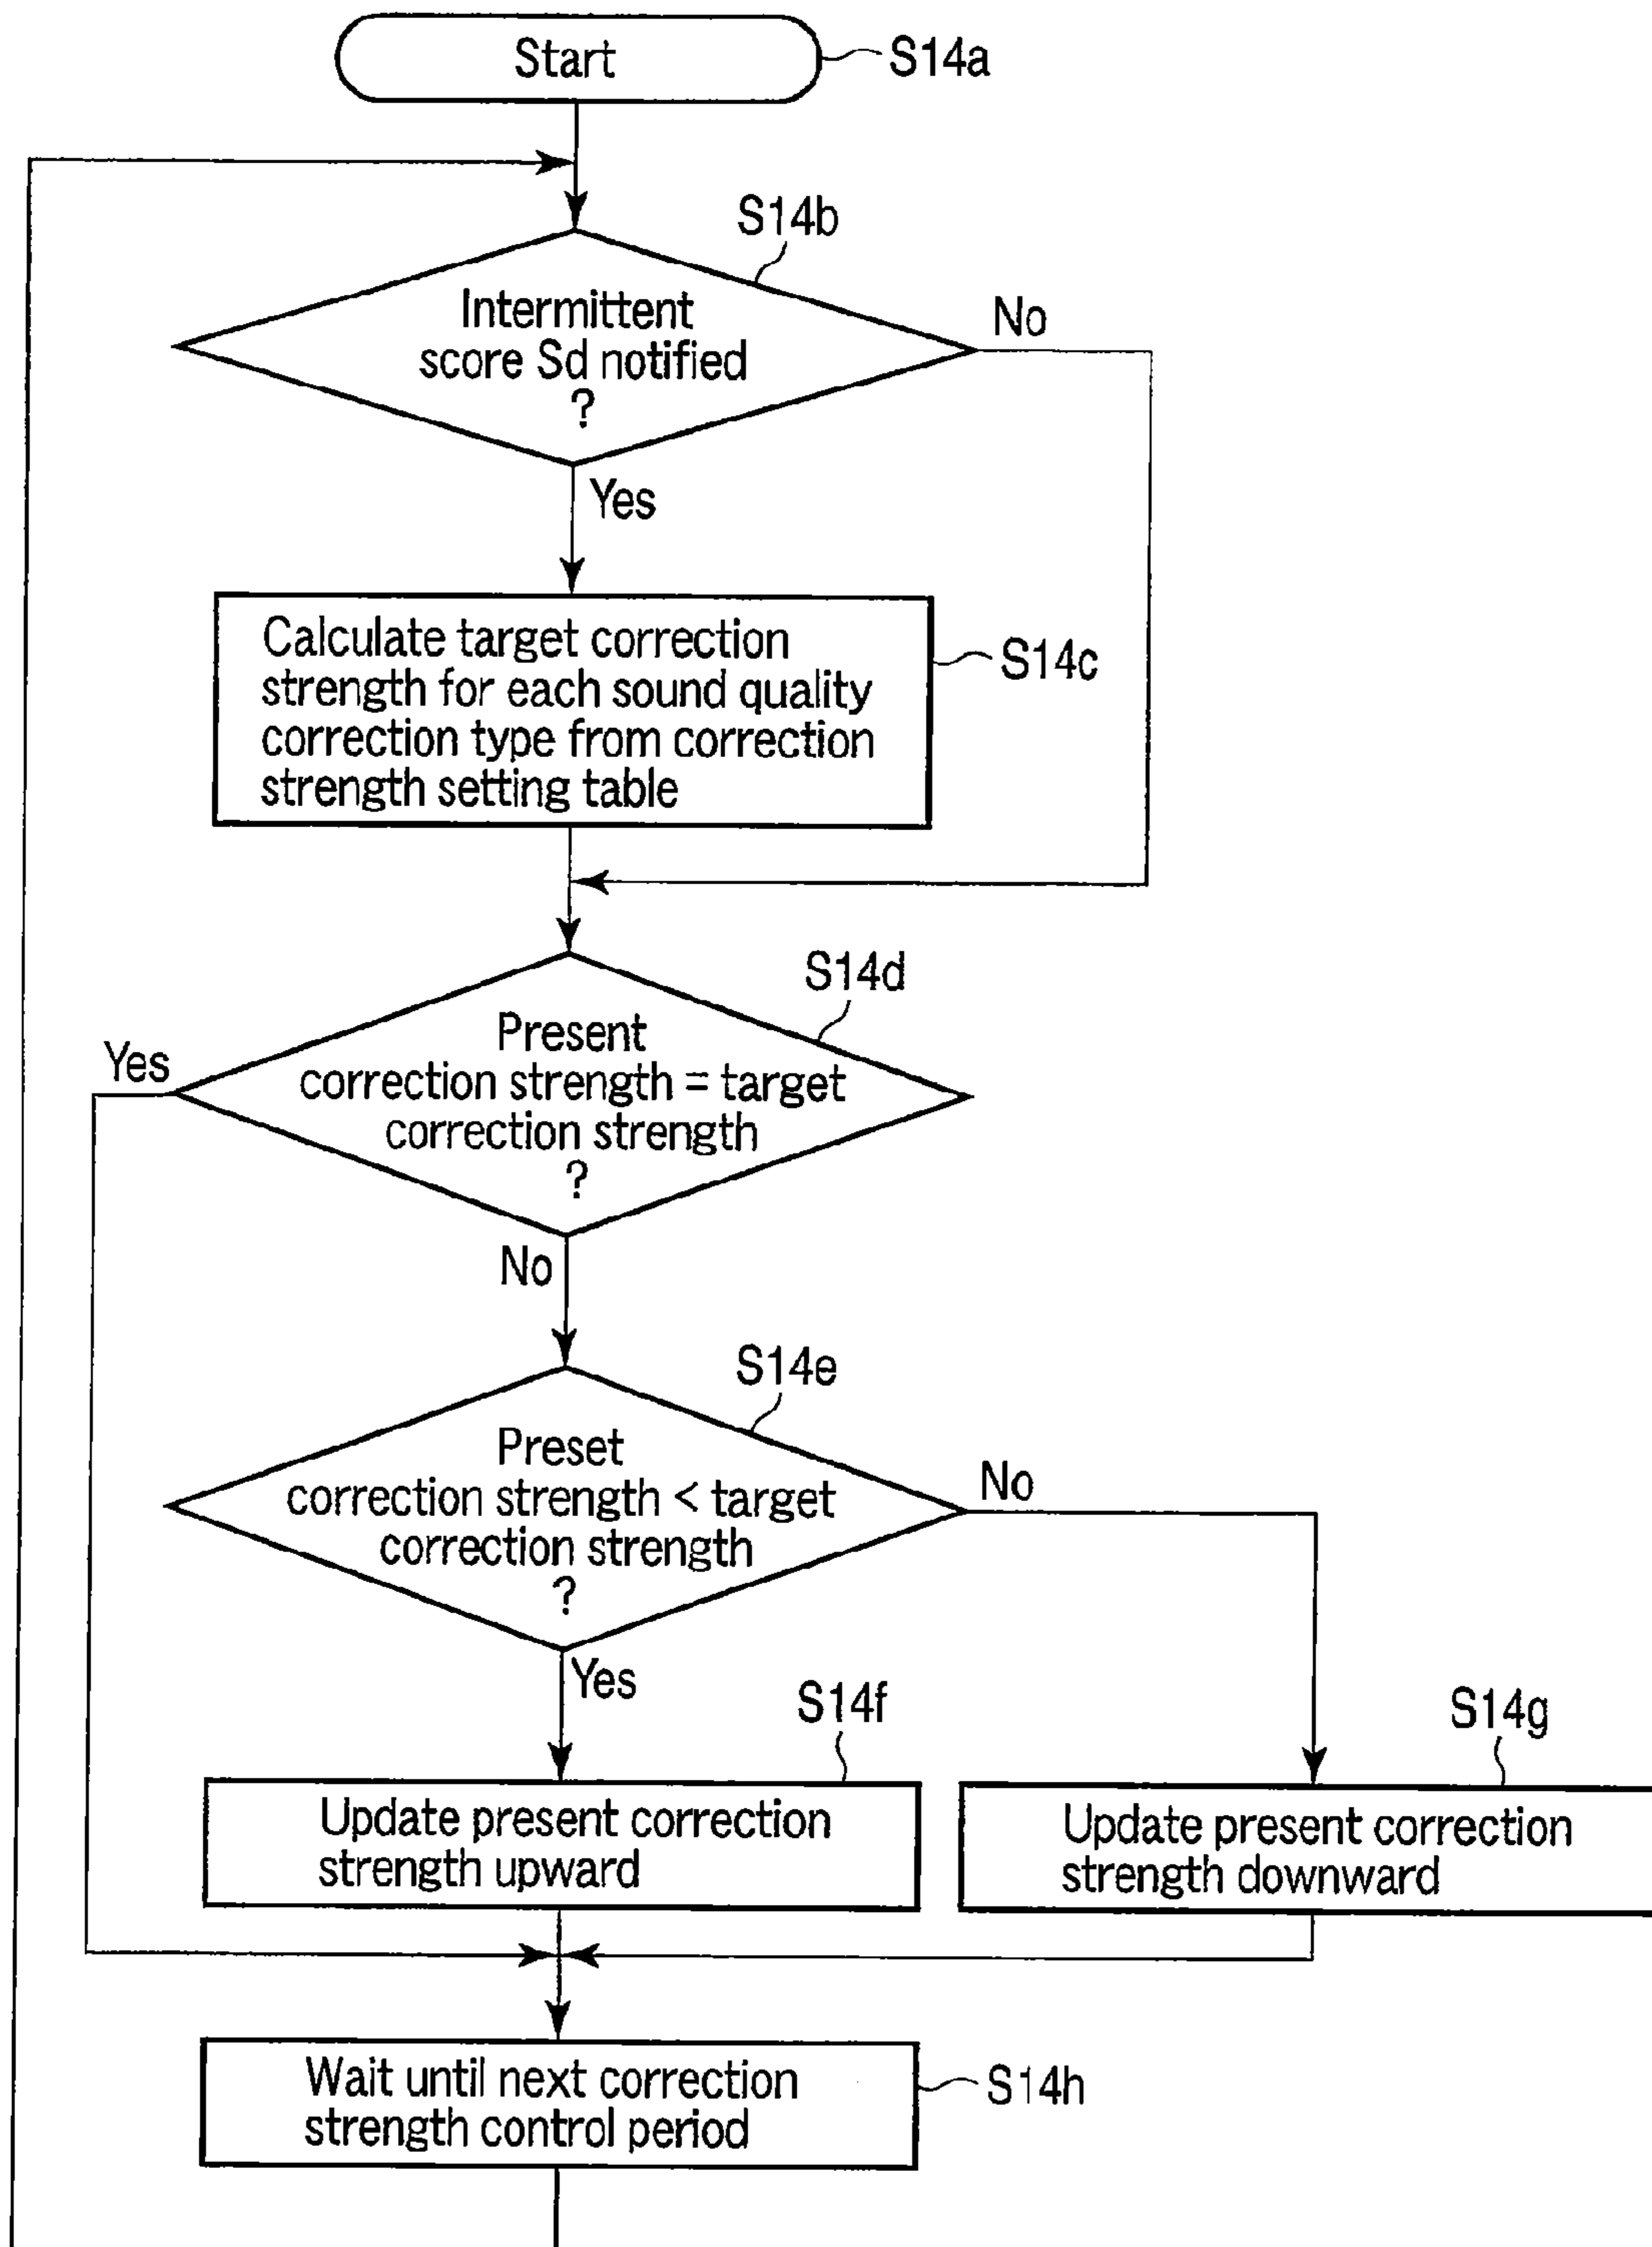 Start
S14a
S14b
Intermittent
score Sd notified
?
No
Yes
Calculate target correction
strength for each sound quality
correction type from correction
strength setting table
S14c
S14d
Present
correction strength = target
correction strength
?
Yes
No
S14e
Preset
correction strength < target
correction strength
?
No
Yes
S14f
Update present correction
strength upward
S14g
Update present correction
strength downward
Wait until next correction
strength control period
S14h